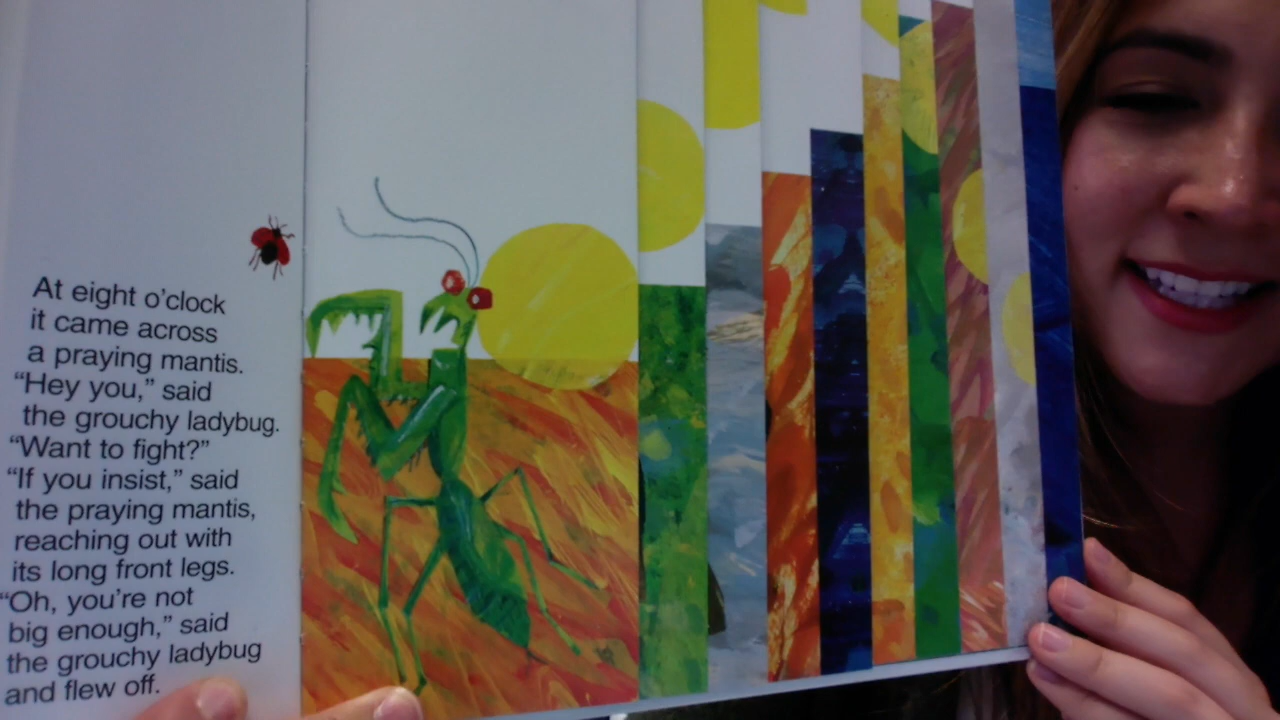 At eight o'clock
it came across
a praying mantis.
“Hey you,” said
the grouchy ladybug.
“Want to fight?”
“If you insist,” said
the praying mantis,
reaching out with
its long front legs.
“Oh, you're not
big enough,” said
the grouchy ladybug
and flew off.